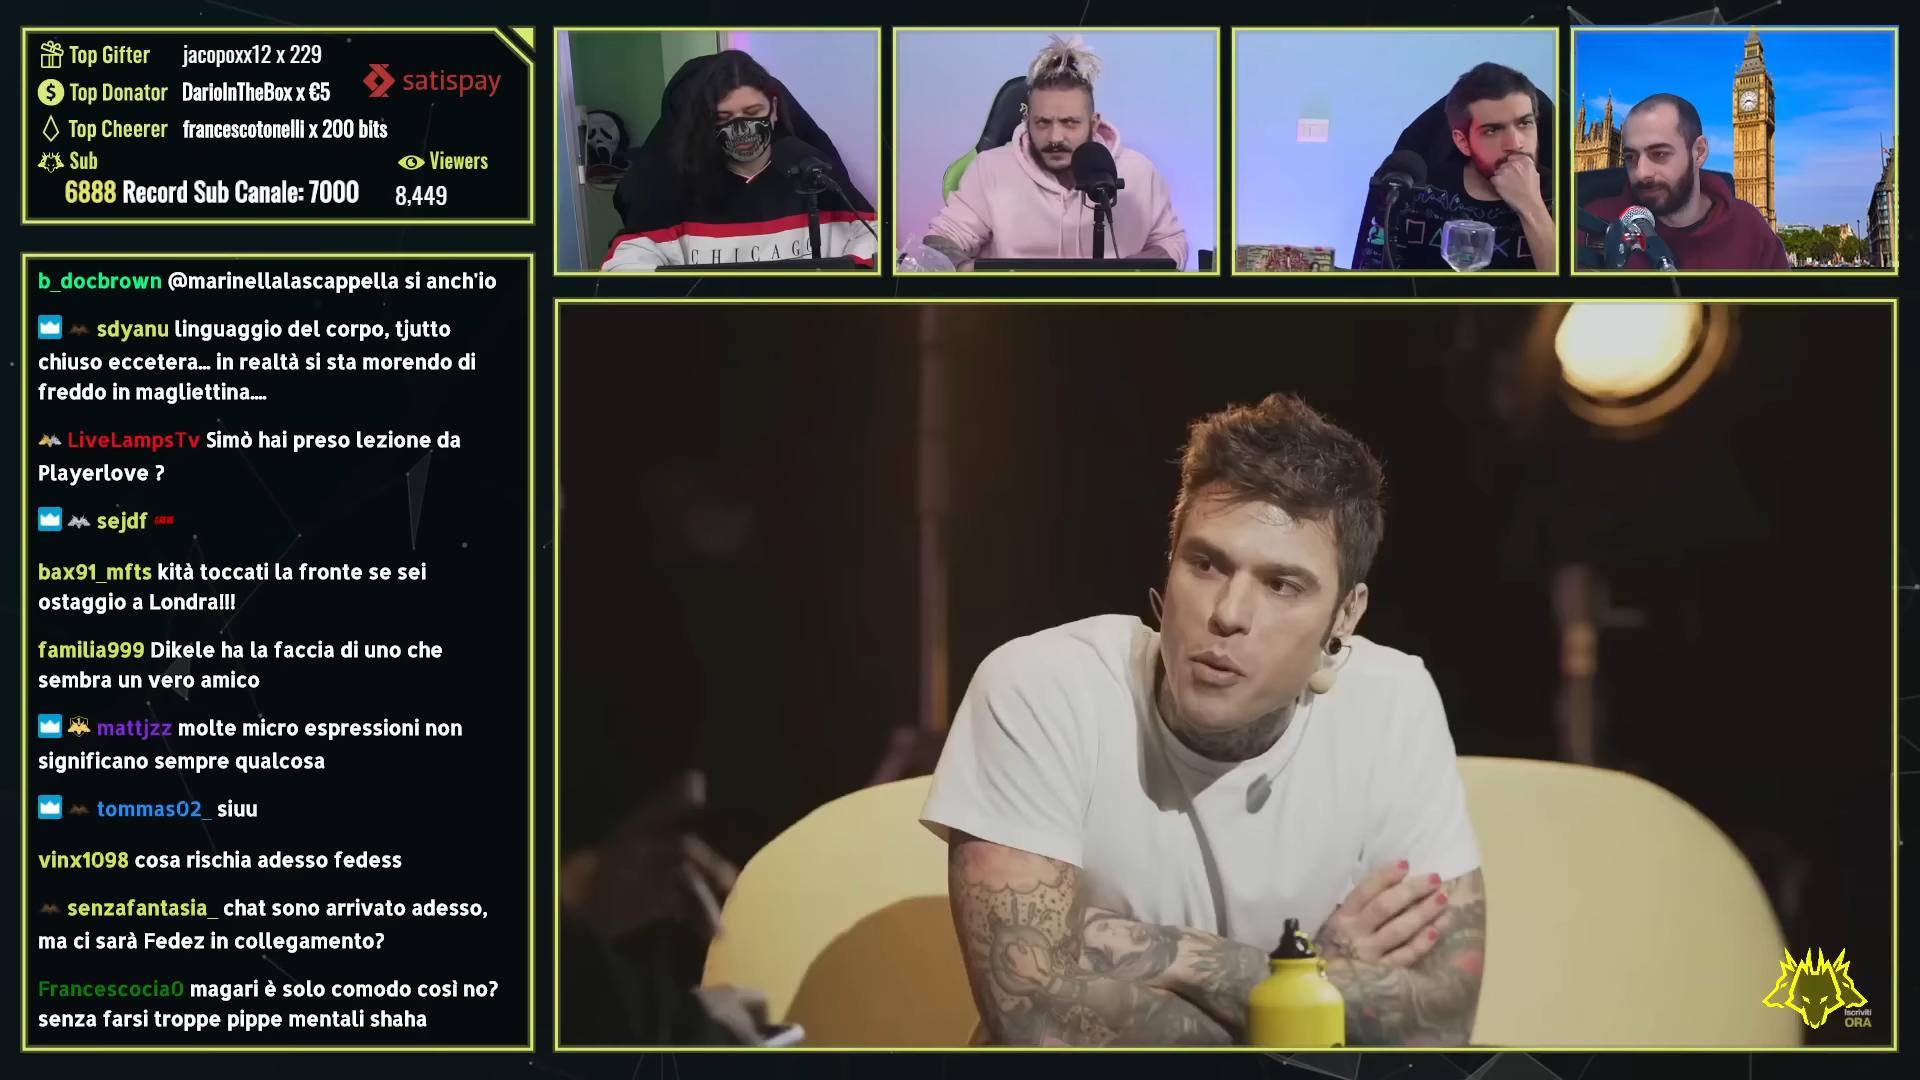 Top Gifter jacopoxx12 x 229
satispay
Top Donator DarioInTheBox x €5
Top Cheerer francescotonelli x 200 bits
Sub
Viewers
6888 Record Sub Canale: 7000
8,449
CHICAGO
b_docbrown @marinellalascappella si anch'io
sdyanu linguaggio del corpo, tjutto
chiuso eccetera... in realtà si sta morendo di
freddo in magliettina....
LiveLampsTv Simò hai preso lezione da
Playerlove ?
sejdf
bax91_mfts kità toccati la fronte se sei
ostaggio a Londra!!!
familia999 Dikele ha la faccia di uno che
sembra un vero amico
mattjzz molte micro espressioni non
significano sempre qualcosa
tommas02_ siuu
vinx1098 cosa rischia adesso fedess
senzafantasia_ chat sono arrivato adesso,
ma ci sarà Fedez in collegamento?
Francescocia0 magari è solo comodo così no?
senza farsi troppe pippe mentali shaha
Iscriviti
ORA